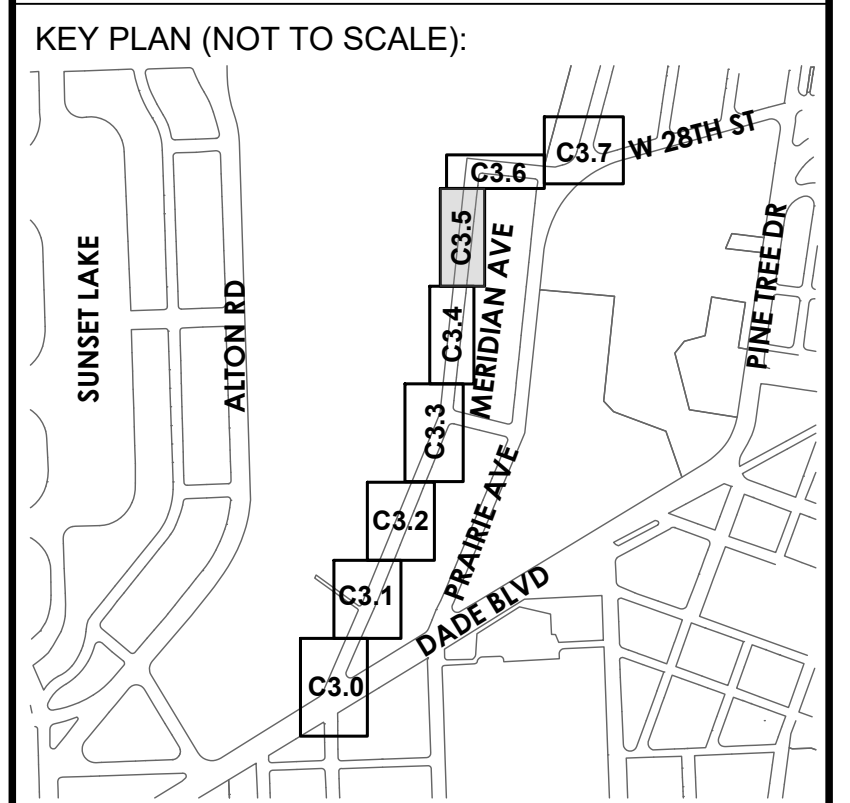 KEY PLAN (NOT TO SCALE):
C3.7
W 28TH ST
C3.6
C3.5
MERIDIAN AVE
PINE TREE DR
SUNSET LAKE
ALTON RD
C3.4
C3.3
C3.2
PRAIRIE AVE
C3.1
DADE BLVD
C3.0